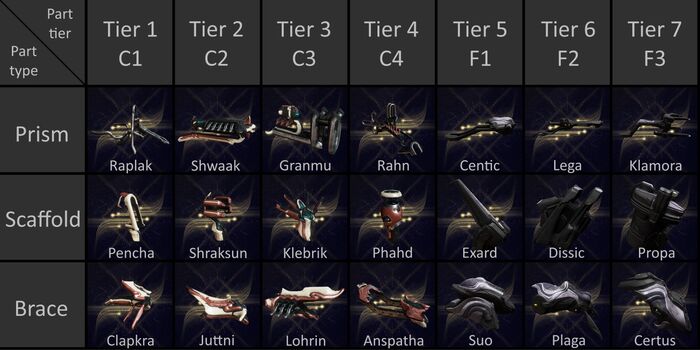 Part tier
Part type
Tier 1 C1
Tier 2 C2
Tier 3 C3
Tier 4 C4
Tier 5 F1
Tier 6 F2
Tier 7 F3
Prism
Raplak
Shwaak
Granmu
Rahn
Centic
Lega
Klamora
Scaffold
Pencha
Shraksun
Klebrik
Phahd
Exard
Dissic
Propa
Brace
Clapkra
Juttni
Lohrin
Anspatha
Suo
Plaga
Certus